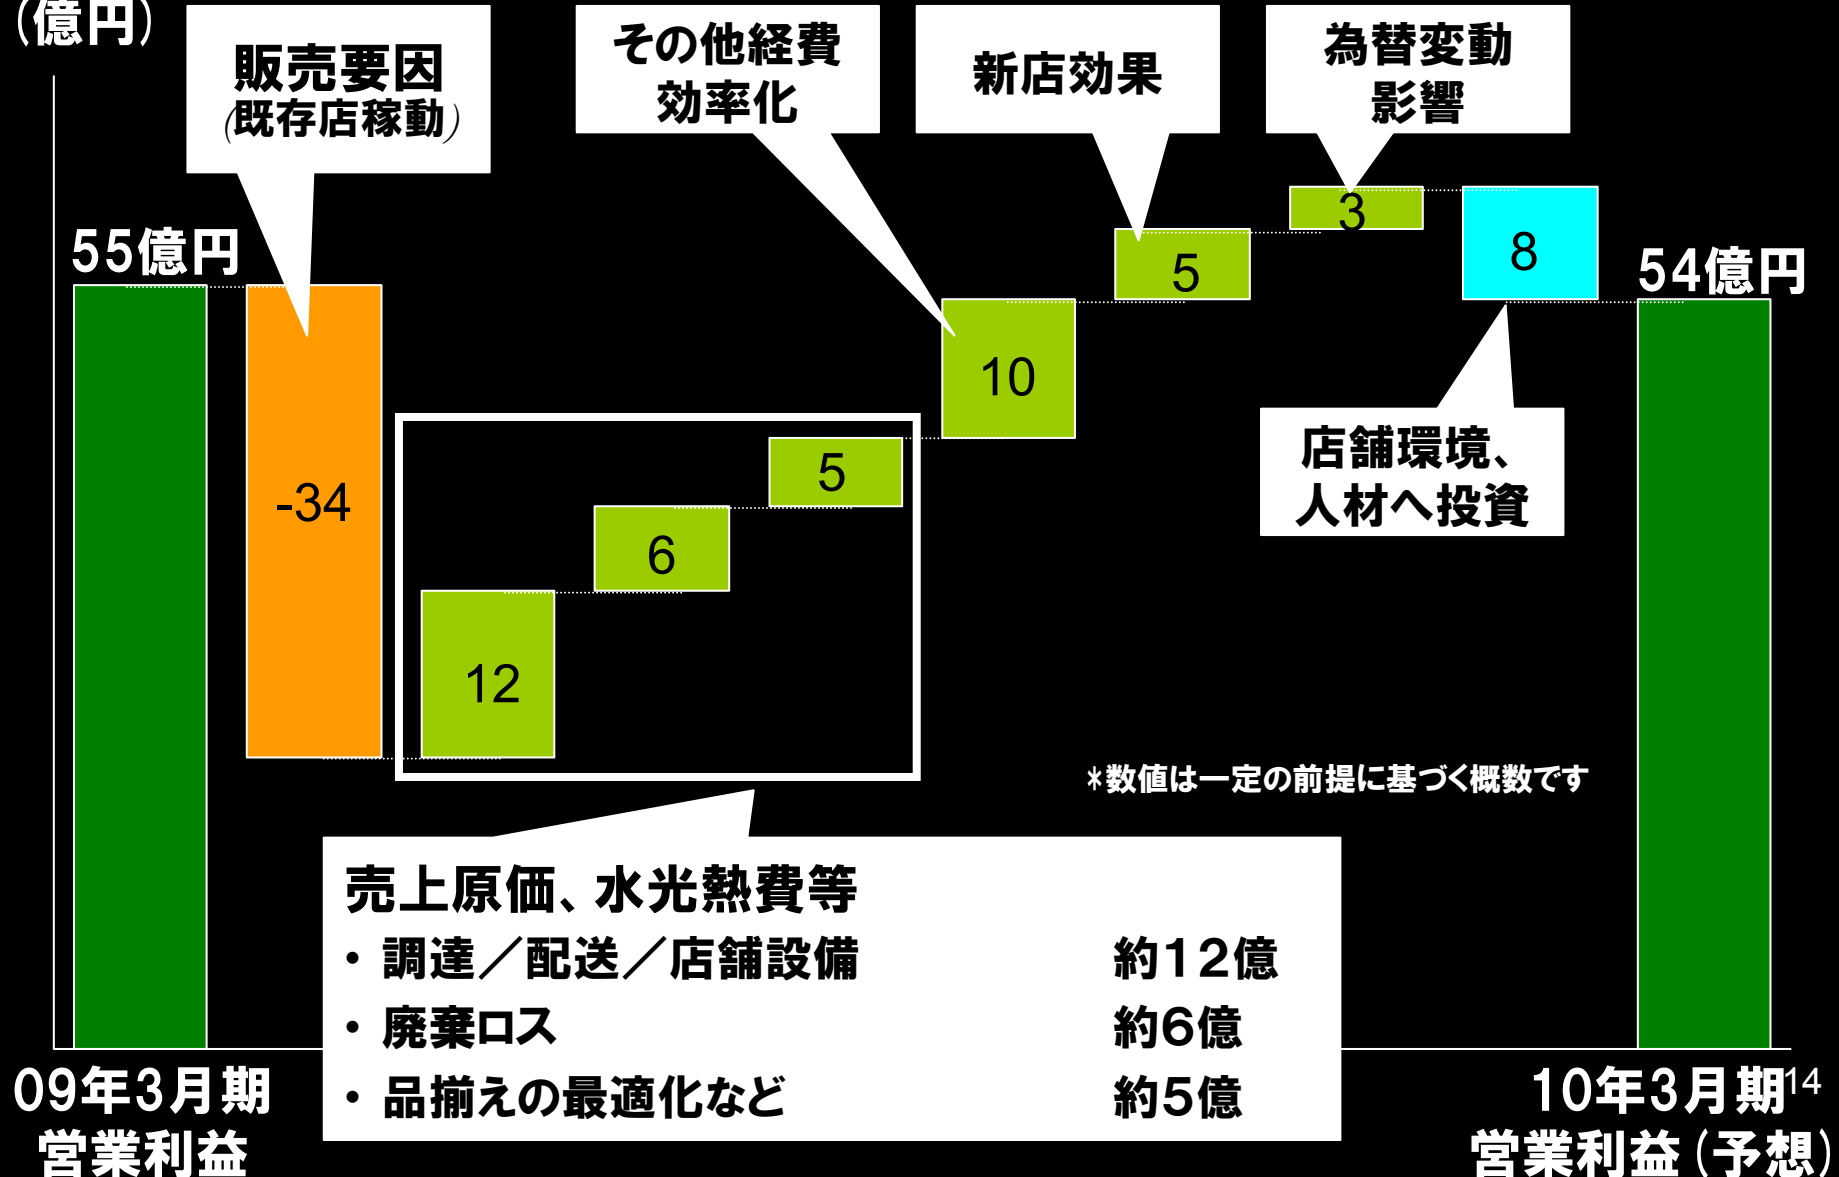 (億円)
販売要因
(既存店稼動)
その他経費
効率化
新店効果
為替変動
影響
55億円
-34
12
6
5
10
5
3
8
54億円
店舗環境、
人材へ投資
*数値は一定の前提に基づく概数です
売上原価、水光熱費等
・ 調達／配送／店舗設備 約12億
・ 廃棄ロス 約6億
・ 品揃えの最適化など 約5億
09年3月期
営業利益
10年3月期
営業利益(予想)
14